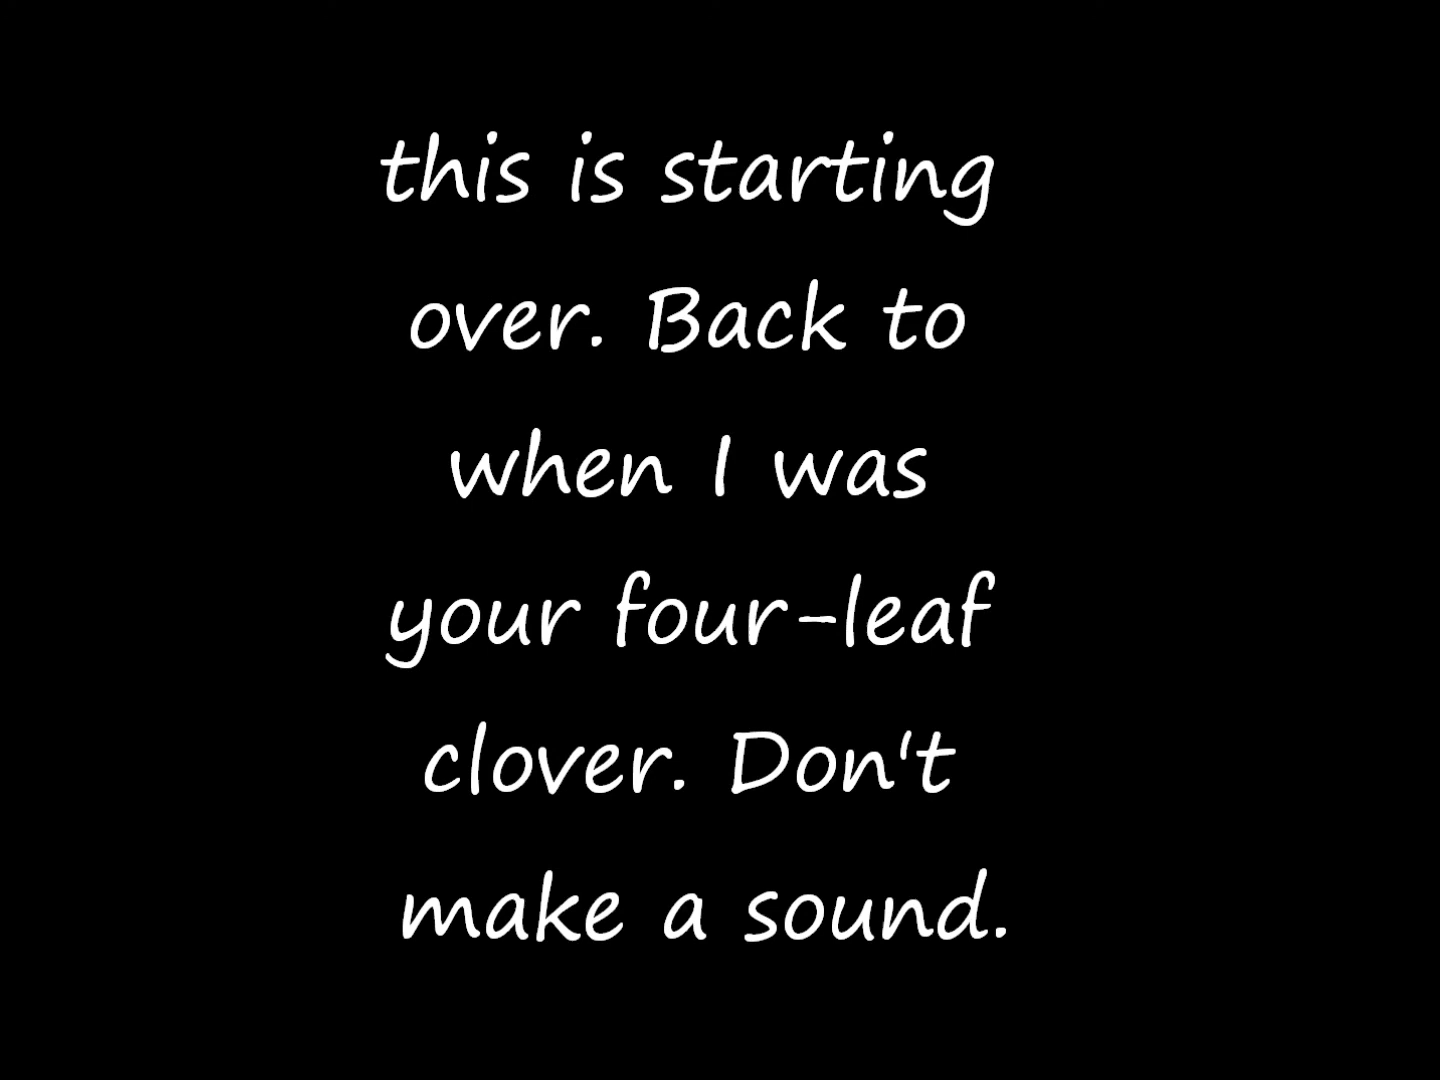 this is starting
over. Back to
when I was
your four-leaf
clover. Don't
make a sound.